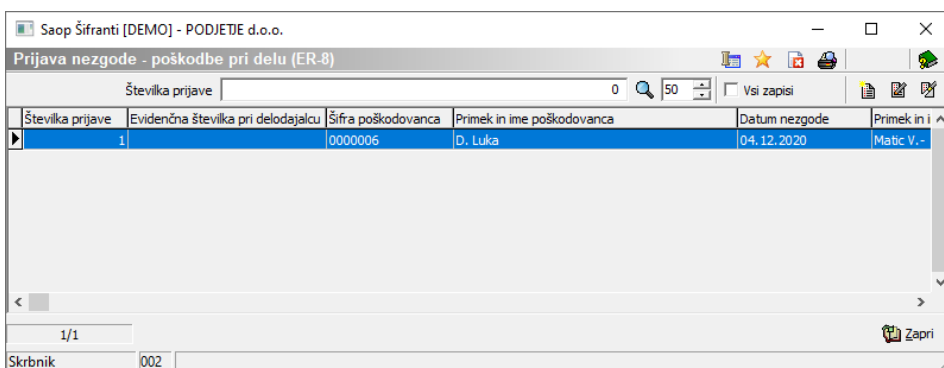 Saop Šifranti [DEMO] - PODJETJE d.o.o.
Prijava nezgode - poškodbe pri delu (ER-8)
Številka prijave 0 50 Vsi zapisi
Številka prijave Evidenčna številka pri delodajalcu Šifra poškodovanca Primek in ime poškodovanca Datum nezgode Primek in i
1 0000006 D. Luka 04.12.2020 Matic V.-
1/1 Zapri
Skrbnik 002